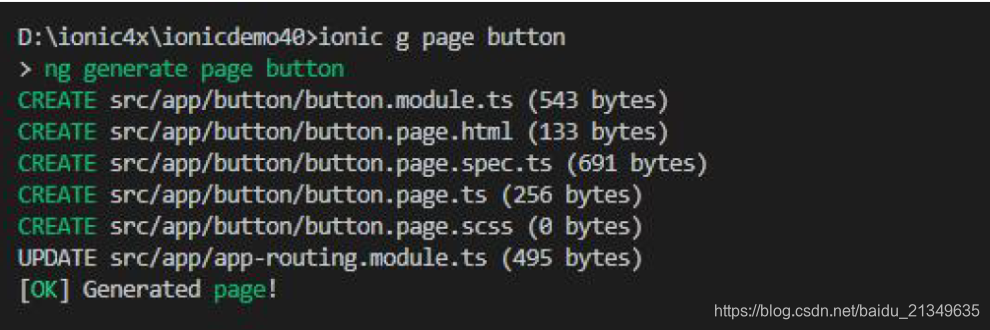 D:\ionic4x\ionicdemo40>ionic g page button
> ng generate page button
CREATE src/app/button/button.module.ts (543 bytes)
CREATE src/app/button/button.page.html (133 bytes)
CREATE src/app/button/button.page.spec.ts (691 bytes)
CREATE src/app/button/button.page.ts (256 bytes)
CREATE src/app/button/button.page.scss (0 bytes)
UPDATE src/app/app-routing.module.ts (495 bytes)
[OK] Generated page!
https://blog.csdn.net/baidu_21349635